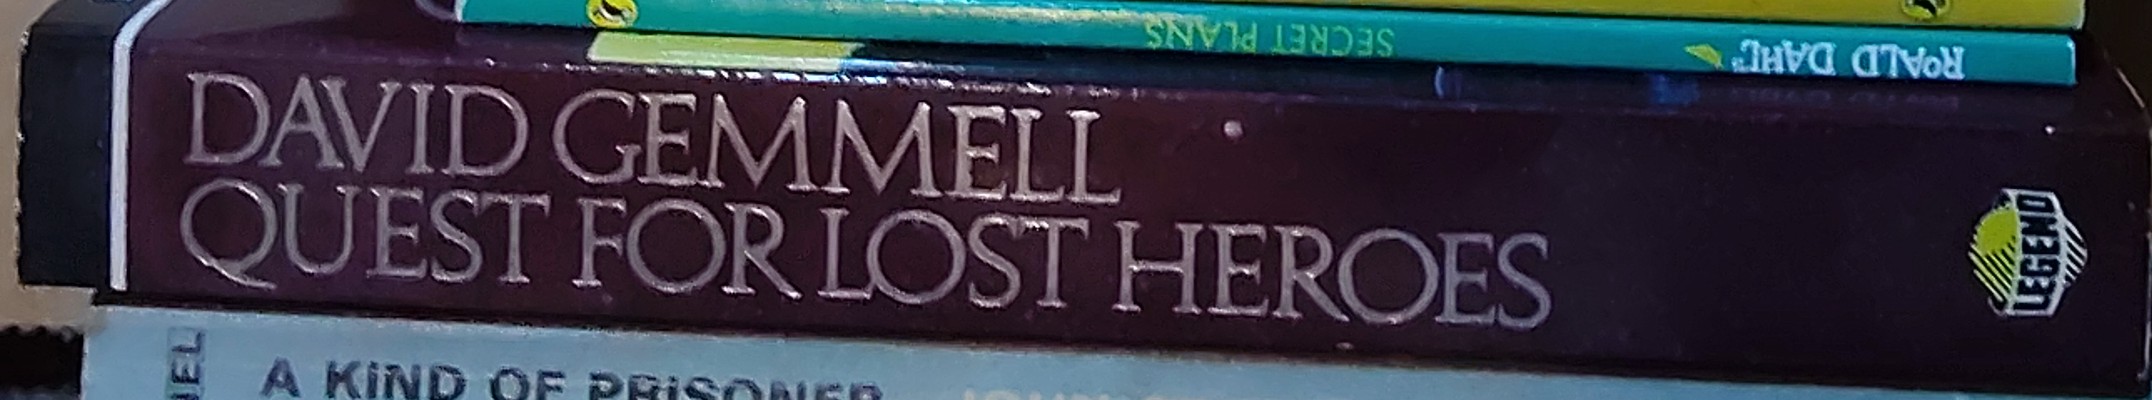 SECRET PLANS
ROALD DAHL
DAVID GEMMELL
QUEST FOR LOST HEROES
LEGEND
A KIND OF PRISONER